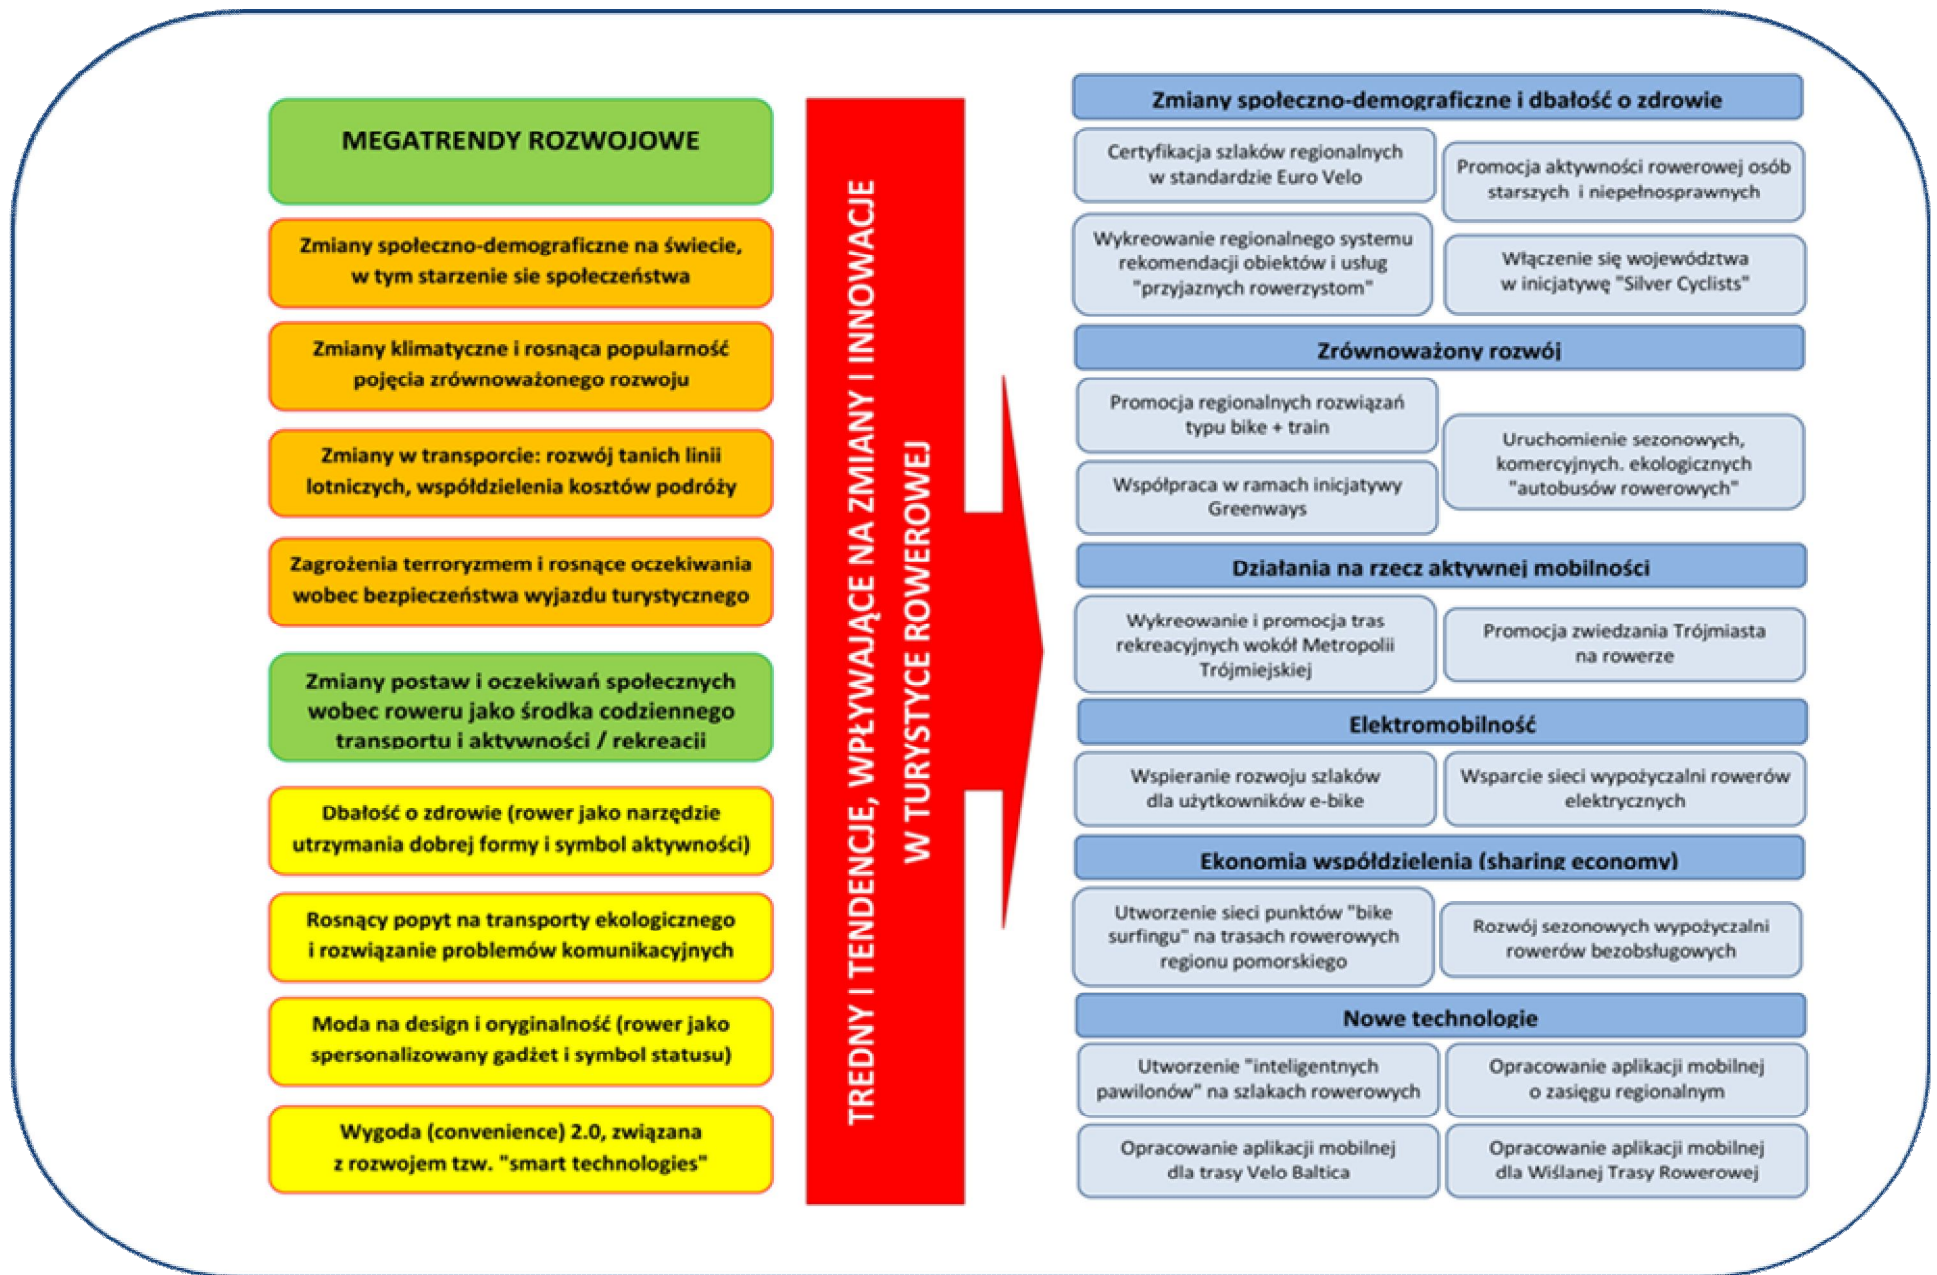 MEGATRENDY ROZWOJOWE
Zmiany społeczno-demograficzne na świecie,
w tym starzenie sie społeczeństwa
Zmiany klimatyczne i rosnąca popularność
pojęcia zrównoważonego rozwoju
Zmiany w transporcie: rozwój tanich linii
lotniczych, współdzielenia kosztów podróży
Zagrożenia terroryzmem i rosnące oczekiwania
wobec bezpieczeństwa wyjazdu turystycznego
Zmiany postaw i oczekiwań społecznych
wobec roweru jako środka codziennego
transportu i aktywności / rekreacji
Dbałość o zdrowie (rower jako narzędzie
utrzymania dobrej formy i symbol aktywności)
Rosnący popyt na transporty ekologicznego
i rozwiązanie problemów komunikacyjnych
Moda na design i oryginalność (rower jako
spersonalizowany gadżet i symbol statusu)
Wygoda (convenience) 2.0, związana
z rozwojem tzw. "smart technologies"
TREDNY I TENDENCJE, WPŁYWAJĄCE NA ZMIANY I INNOWACJE
W TURYSTYCE ROWEROWEJ
Zmiany społeczno-demograficzne i dbałość o zdrowie
Certyfikacja szlaków regionalnych
w standardzie Euro Velo
Promocja aktywności rowerowej osób
starszych i niepełnosprawnych
Wykreowanie regionalnego systemu
rekomendacji obiektów i usług
"przyjaznych rowerzystom"
Włączenie się województwa
w inicjatywę "Silver Cyclists"
Zrównoważony rozwój
Promocja regionalnych rozwiązań
typu bike + train
Współpraca w ramach inicjatywy
Greenways
Uruchomienie sezonowych,
komercyjnych. ekologicznych
"autobusów rowerowych"
Działania na rzecz aktywnej mobilności
Wykreowanie i promocja tras
rekreacyjnych wokół Metropolii
Trójmiejskiej
Promocja zwiedzania Trójmiasta
na rowerze
Elektromobilność
Wspieranie rozwoju szlaków
dla użytkowników e-bike
Wsparcie sieci wypożyczalni rowerów
elektrycznych
Ekonomia współdzielenia (sharing economy)
Utworzenie sieci punktów "bike
surfingu" na trasach rowerowych
regionu pomorskiego
Rozwój sezonowych wypożyczalni
rowerów bezobsługowych
Nowe technologie
Utworzenie "inteligentnych
pawilonów" na szlakach rowerowych
Opracowanie aplikacji mobilnej
o zasięgu regionalnym
Opracowanie aplikacji mobilnej
dla trasy Velo Baltica
Opracowanie aplikacji mobilnej
dla Wiślanej Trasy Rowerowej